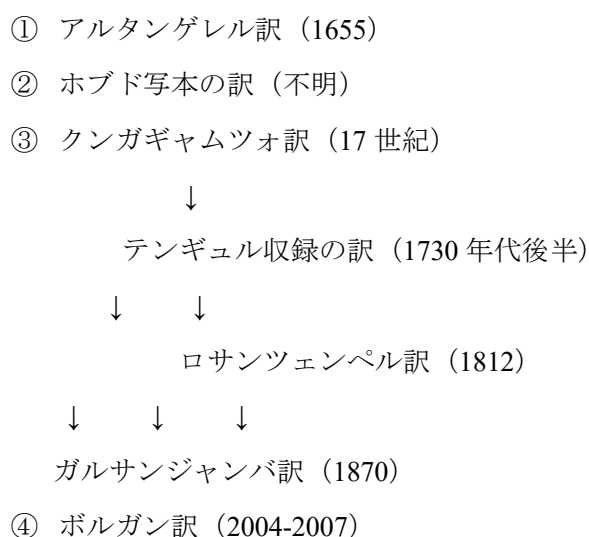 ① アルタンゲレル訳（1655）
② ホブド写本の訳（不明）
③ クンガギャムツォ訳（17 世紀）
↓
テンギュル収録の訳（1730 年代後半）
↓ ↓
ロサンツェンペル訳（1812）
↓ ↓ ↓
ガルサンジャンバ訳（1870）
④ ボルガン訳（2004-2007）